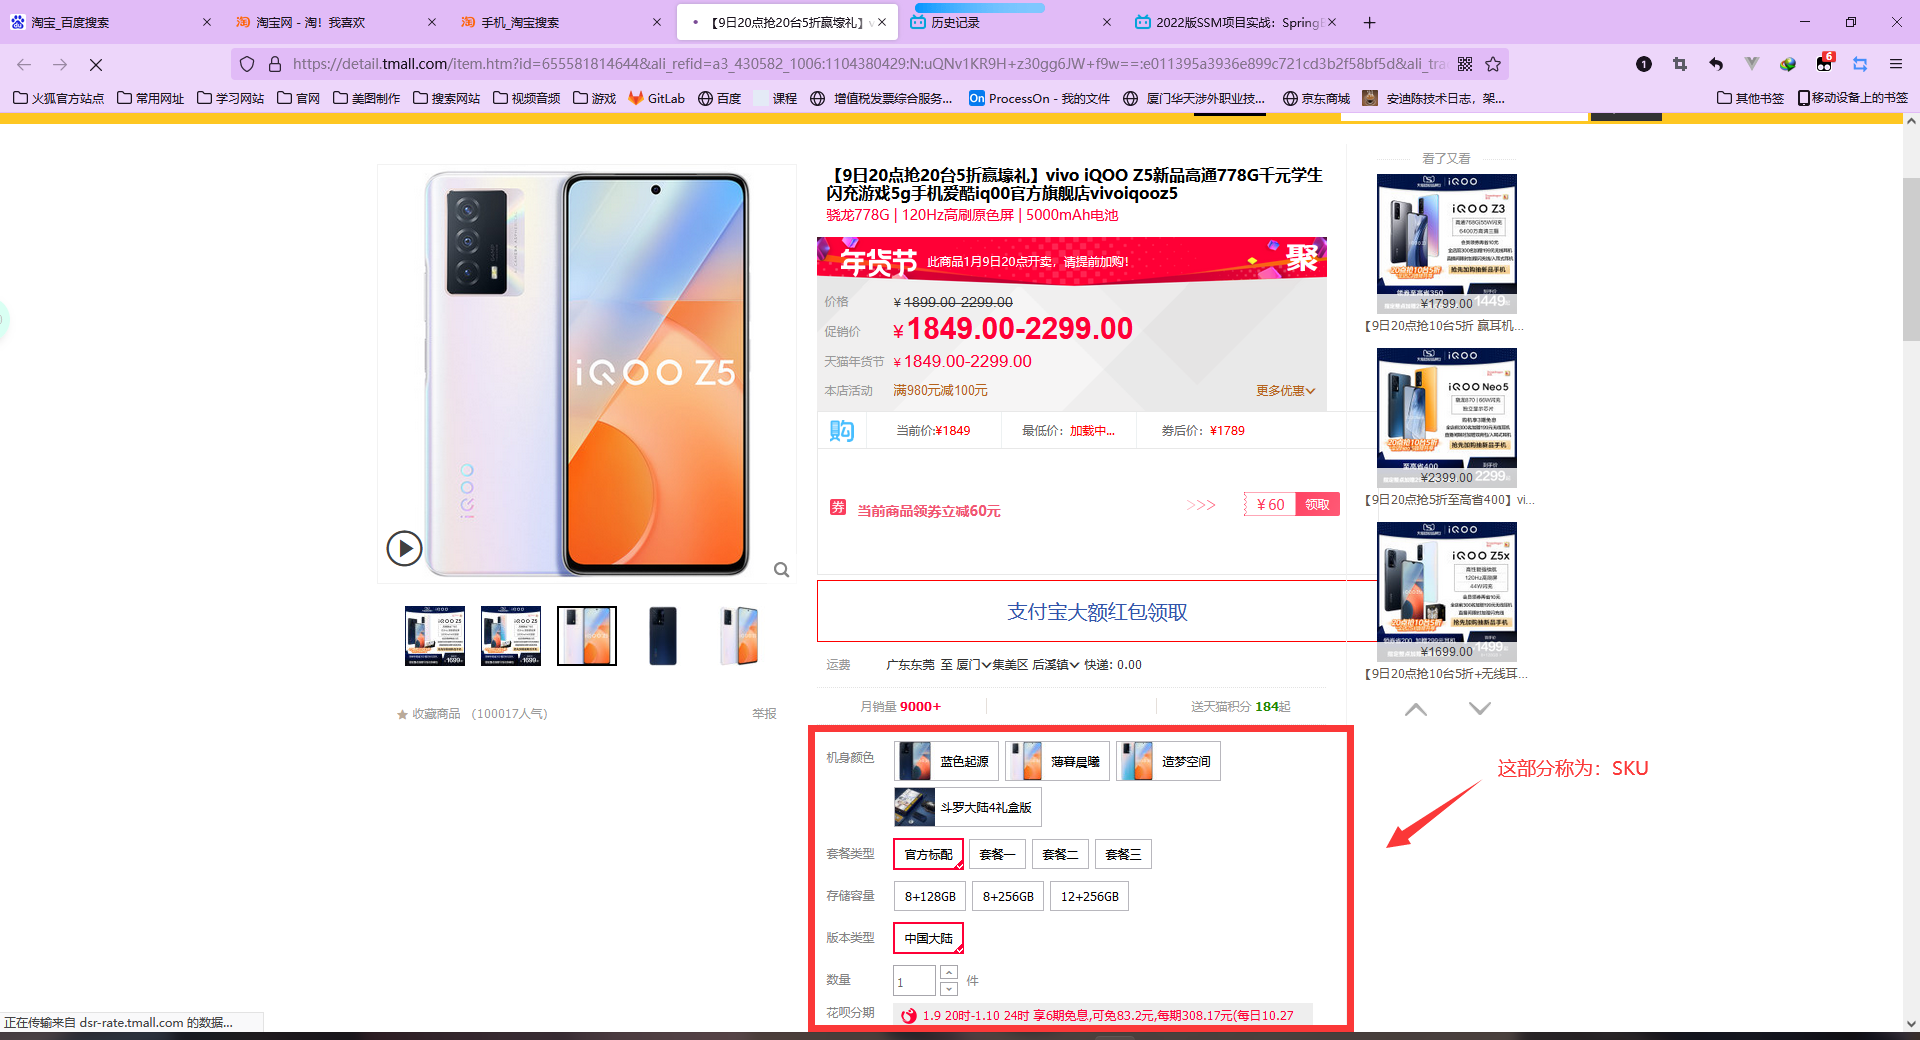 淘宝_百度搜索
淘宝网 - 淘！我喜欢
手机_淘宝搜索
【9日20点抢20台5折赢壕礼】v
历史记录
2022版SSM项目实战：SpringB
https://detail.tmall.com/item.htm?id=655581814644&ali_refid=a3_430582_1006:1104380429:N:uQNv1KR9H+z30gg6JW+f9w==:e011395a3936e899c721cd3b2f58bf5d&ali_tra
6
火狐官方站点
常用网址
学习网站
官网
美图制作
搜索网站
视频音频
游戏
GitLab
百度
课程
增值税发票综合服务...
On ProcessOn - 我的文件
厦门华天涉外职业技...
京东商城
安迪陈技术日志，架...
其他书签
移动设备上的书签
【9日20点抢20台5折赢壕礼】vivo iQOO Z5新品高通778G千元学生
闪充游戏5g手机爱酷iq00官方旗舰店vivoiqooz5
骁龙778G | 120Hz高刷原色屏 | 5000mAh电池
年货节 此商品1月9日20点开卖，请提前加购！ 聚
价格 ¥ 1899.00-2299.00
促销价 ¥ 1849.00-2299.00
天猫年货节 ¥ 1849.00-2299.00
本店活动 满980元减100元 更多优惠
购 当前价:¥1849 最低价：加载中... 券后价：¥1789
券 当前商品领券立减60元 >>> ¥ 60 领取
支付宝大额红包领取
运费 广东东莞 至 厦门 集美区 后溪镇 快递：0.00
月销量 9000+ 送天猫积分 184起
机身颜色 蓝色起源 薄暮晨曦 造梦空间
斗罗大陆4礼盒版
套餐类型 官方标配 套餐一 套餐二 套餐三
存储容量 8+128GB 8+256GB 12+256GB
版本类型 中国大陆
数量 1 件
花呗分期 1.9 20时-1.10 24时 享6期免息,可免83.2元,每期308.17元(每日10.27
iQOO Z5
iQOO
收藏商品 （100017人气） 举报
看了又看
iQOO
iQOO Z3
¥1799.00
【9日20点抢10台5折 赢耳机...
iQOO
iQOO Neo5
¥2399.00
【9日20点抢5折至高省400】vi...
iQOO
iQOO Z5x
120Hz高刷屏
44W闪充
¥1699.00
【9日20点抢10台5折+无线耳...
这部分称为：SKU
正在传输来自 dsr-rate.tmall.com 的数据...